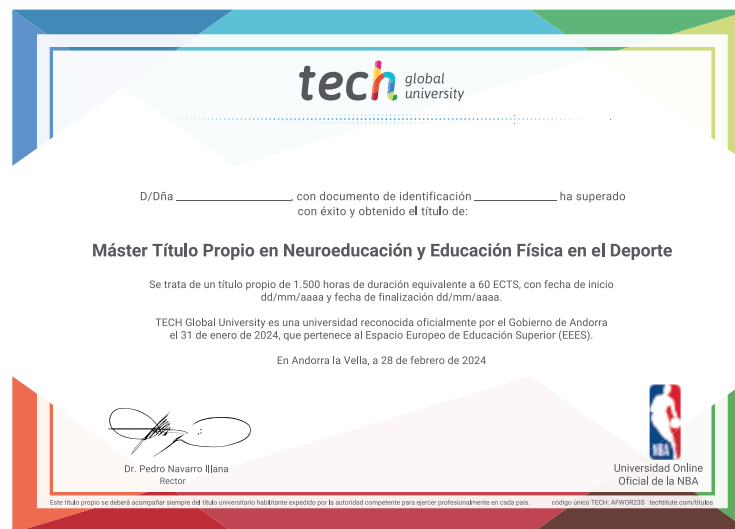 tech global university
D/Dña ____________, con documento de identificación ____________ ha superado
con éxito y obtenido el título de:
Máster Título Propio en Neuroeducación y Educación Física en el Deporte
Se trata de un título propio de 1.500 horas de duración equivalente a 60 ECTS, con fecha de inicio
dd/mm/aaaa y fecha de finalización dd/mm/aaaa.
TECH Global University es una universidad reconocida oficialmente por el Gobierno de Andorra
el 31 de enero de 2024, que pertenece al Espacio Europeo de Educación Superior (EEES).
En Andorra la Vella, a 28 de febrero de 2024
Dr. Pedro Navarro Illana
Rector
NBA
Universidad Online
Oficial de la NBA
Este título propio se deberá acompañar siempre del título universitario habilitante expedido por la autoridad competente para ejercer profesionalmente en cada país. código único TECH: AFWOR23S techtitute.com/títulos